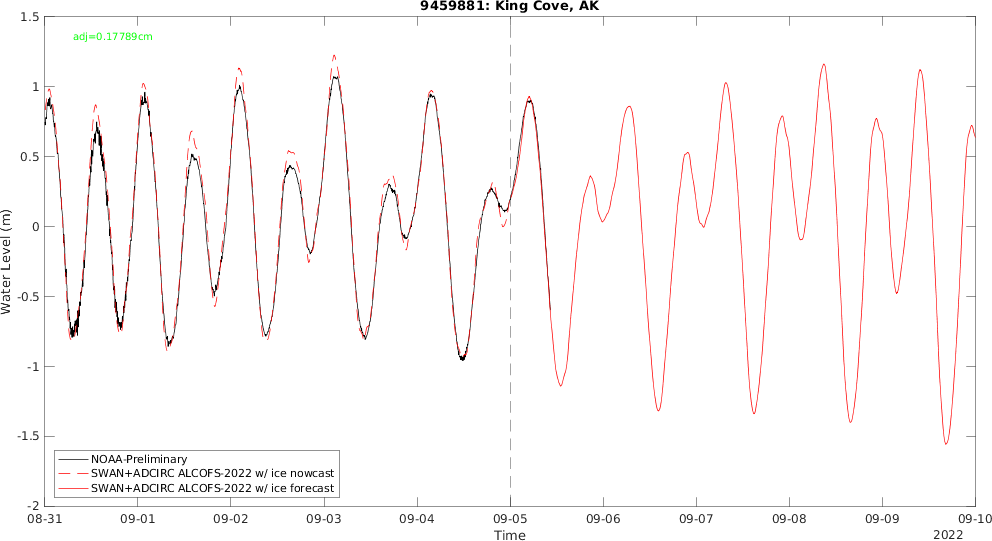 9459881: King Cove, AK
adj=0.17789cm
1.5
1
0.5
0
-0.5
-1
-1.5
-2
Water Level (m)
NOAA-Preliminary
SWAN+ADCIRC ALCOFS-2022 w/ ice nowcast
SWAN+ADCIRC ALCOFS-2022 w/ ice forecast
08-31 09-01 09-02 09-03 09-04 09-05 09-06 09-07 09-08 09-09 09-10
Time
2022